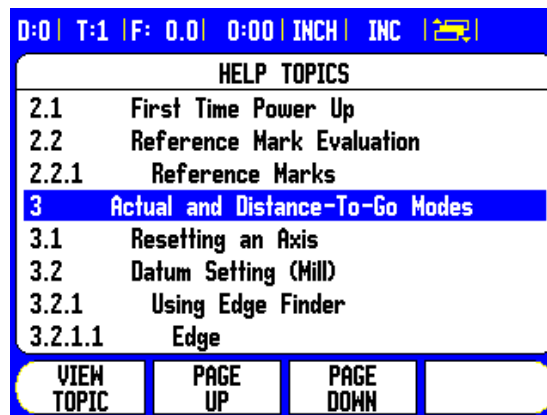 D:0 | T:1 | F: 0.0 | 0:00 | INCH | INC
HELP TOPICS
2.1 First Time Power Up
2.2 Reference Mark Evaluation
2.2.1 Reference Marks
3 Actual and Distance-To-Go Modes
3.1 Resetting an Axis
3.2 Datum Setting (Mill)
3.2.1 Using Edge Finder
3.2.1.1 Edge
VIEW TOPIC
PAGE UP
PAGE DOWN